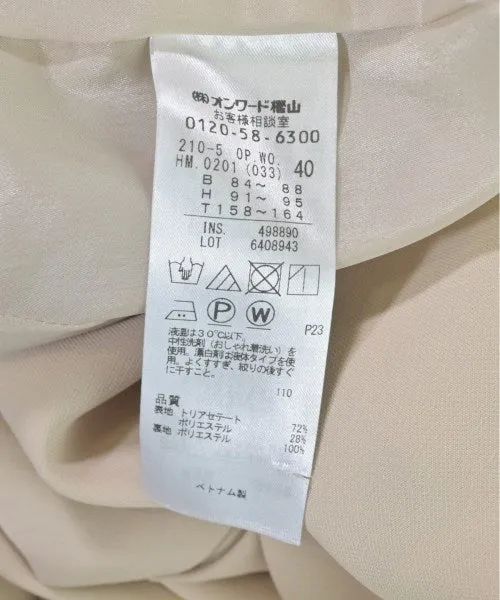 (株)オンワード樫山
お客様相談室
0120-58-6300
210-5 OP.WO.
HM.0201 (033) 40
B 84~ 88
H 91~ 95
T 158~164
INS. 498890
LOT 6408943
P W
P23
液温は30℃以下。
中性洗剤(おしゃれ着洗い)を
使用。漂白剤は液体タイプを使
用。よくすすぎ、絞りの後すぐ
に干すこと。
110
品質
表地 トリアセテート 72%
ポリエステル 28%
裏地 ポリエステル 100%
ベトナム製